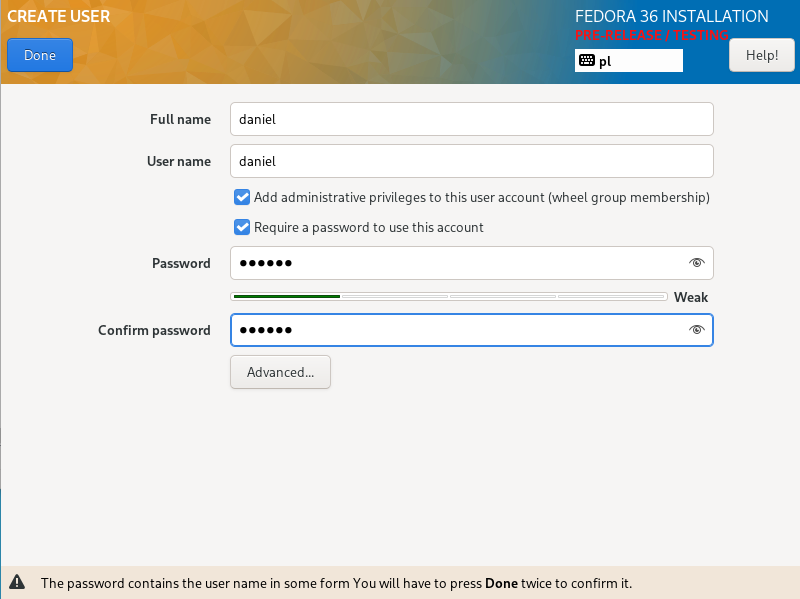 CREATE USER
FEDORA 36 INSTALLATION
PRE-RELEASE / TESTING
Done
pl
Help!
Full name
daniel
User name
daniel
Add administrative privileges to this user account (wheel group membership)
Require a password to use this account
Password
●●●●●●
Weak
Confirm password
●●●●●●
Advanced...
The password contains the user name in some form You will have to press Done twice to confirm it.